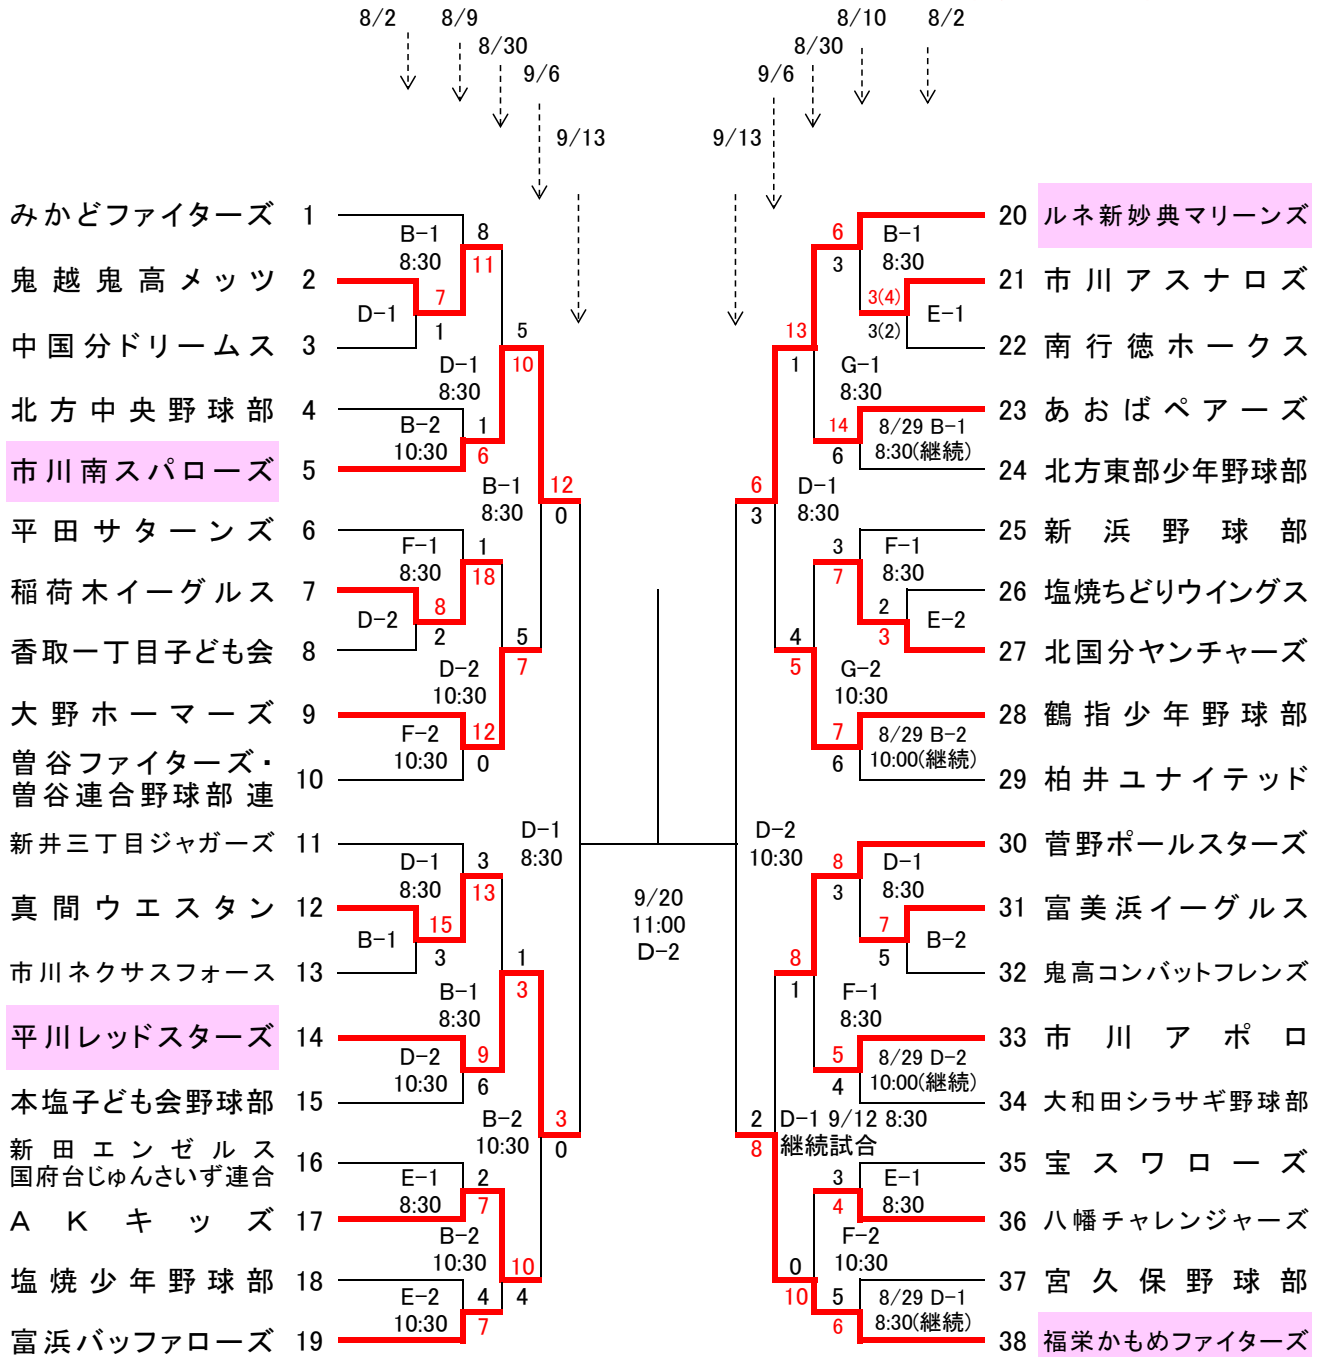 8/2 8/9 8/10 8/2
8/30 8/30
9/6 9/6
9/13 9/13
みかどファイターズ 1
鬼越鬼高メッツ 2
中国分ドリームス 3
北方中央野球部 4
市川南スパローズ 5
平田サターンズ 6
稲荷木イーグルス 7
香取一丁目子ども会 8
大野ホーマーズ 9
曽谷ファイターズ・
曽谷連合野球部 連 10
新井三丁目ジャガーズ 11
真間ウエスタン 12
市川ネクサスフォース 13
平川レッドスターズ 14
本塩子ども会野球部 15
新田エンゼルス
国府台じゅんさいず連合 16
AKキッズ 17
塩焼少年野球部 18
富浜バッファローズ 19
B-1
8:30
8
11
D-1
7
1
D-1
8:30
5
10
B-2
10:30
1
6
B-1
8:30
12
0
F-1
8:30
1
18
D-2
8
2
D-2
10:30
5
7
F-2
10:30
12
0
D-1
8:30
D-1
8:30
3
13
B-1
15
3
B-1
8:30
1
3
D-2
10:30
9
6
B-2
10:30
3
0
E-1
8:30
2
7
B-2
10:30
10
4
E-2
10:30
4
7
9/20
11:00
D-2
6
3
B-1
8:30
3(4)
3(2)
E-1
13
1
G-1
8:30
14
6
8/29 B-1
8:30(継続)
6
3
D-1
8:30
3
7
F-1
8:30
2
3
E-2
4
5
G-2
10:30
7
6
8/29 B-2
10:00(継続)
D-2
10:30
8
3
D-1
8:30
7
5
B-2
8
1
F-1
8:30
5
4
8/29 D-2
10:00(継続)
2
8
D-1 9/12 8:30
継続試合
3
4
E-1
8:30
F-2
10:30
0
10
5
6
8/29 D-1
8:30(継続)
20 ルネ新妙典マリーンズ
21 市川アスナロズ
22 南行徳ホークス
23 あおばペアーズ
24 北方東部少年野球部
25 新浜野球部
26 塩焼ちどりウイングス
27 北国分ヤンチャーズ
28 鶴指少年野球部
29 柏井ユナイテッド
30 菅野ポールスターズ
31 富美浜イーグルス
32 鬼高コンバットフレンズ
33 市川アポロ
34 大和田シラサギ野球部
35 宝スワローズ
36 八幡チャレンジャーズ
37 宮久保野球部
38 福栄かもめファイターズ